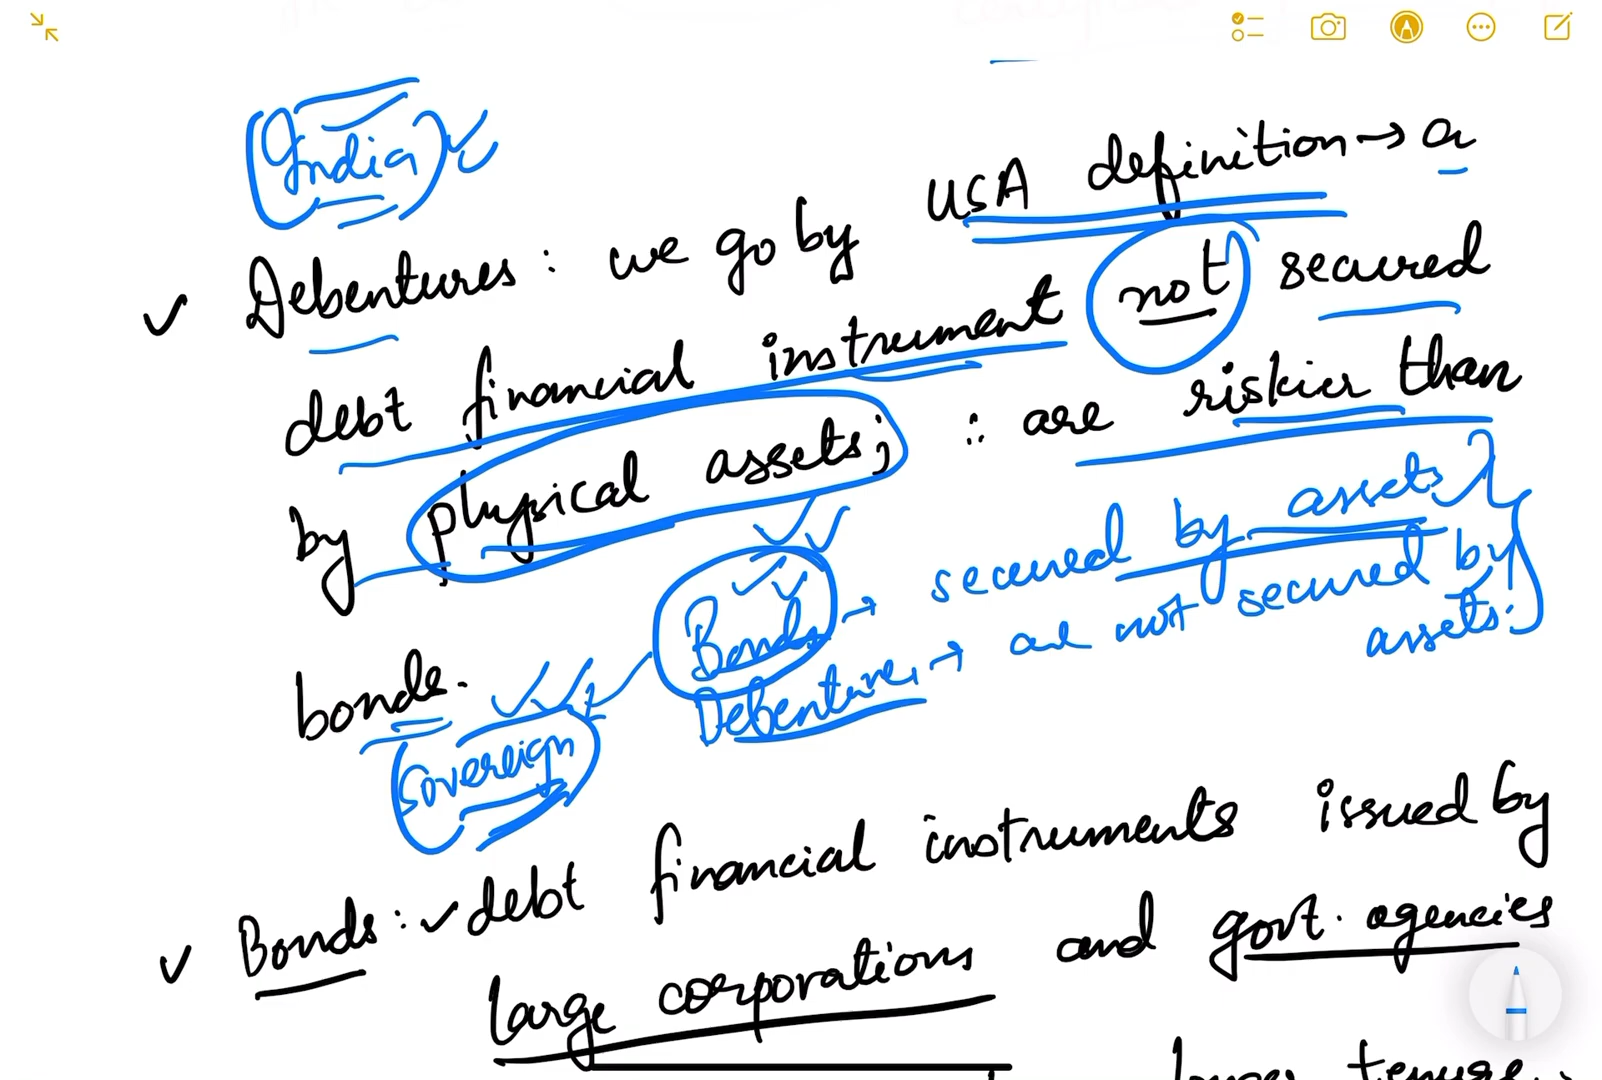 (India)
Debentures : we go by USA definition → a
debt financial instrument not secured
by physical assets; ∴ are riskier than
bonds.
Bonds → secured by assets
Debentures → are not secured by
assets.
Sovereign
Bonds : debt financial instruments issued by
large corporations and govt. agencies
longer tenure.